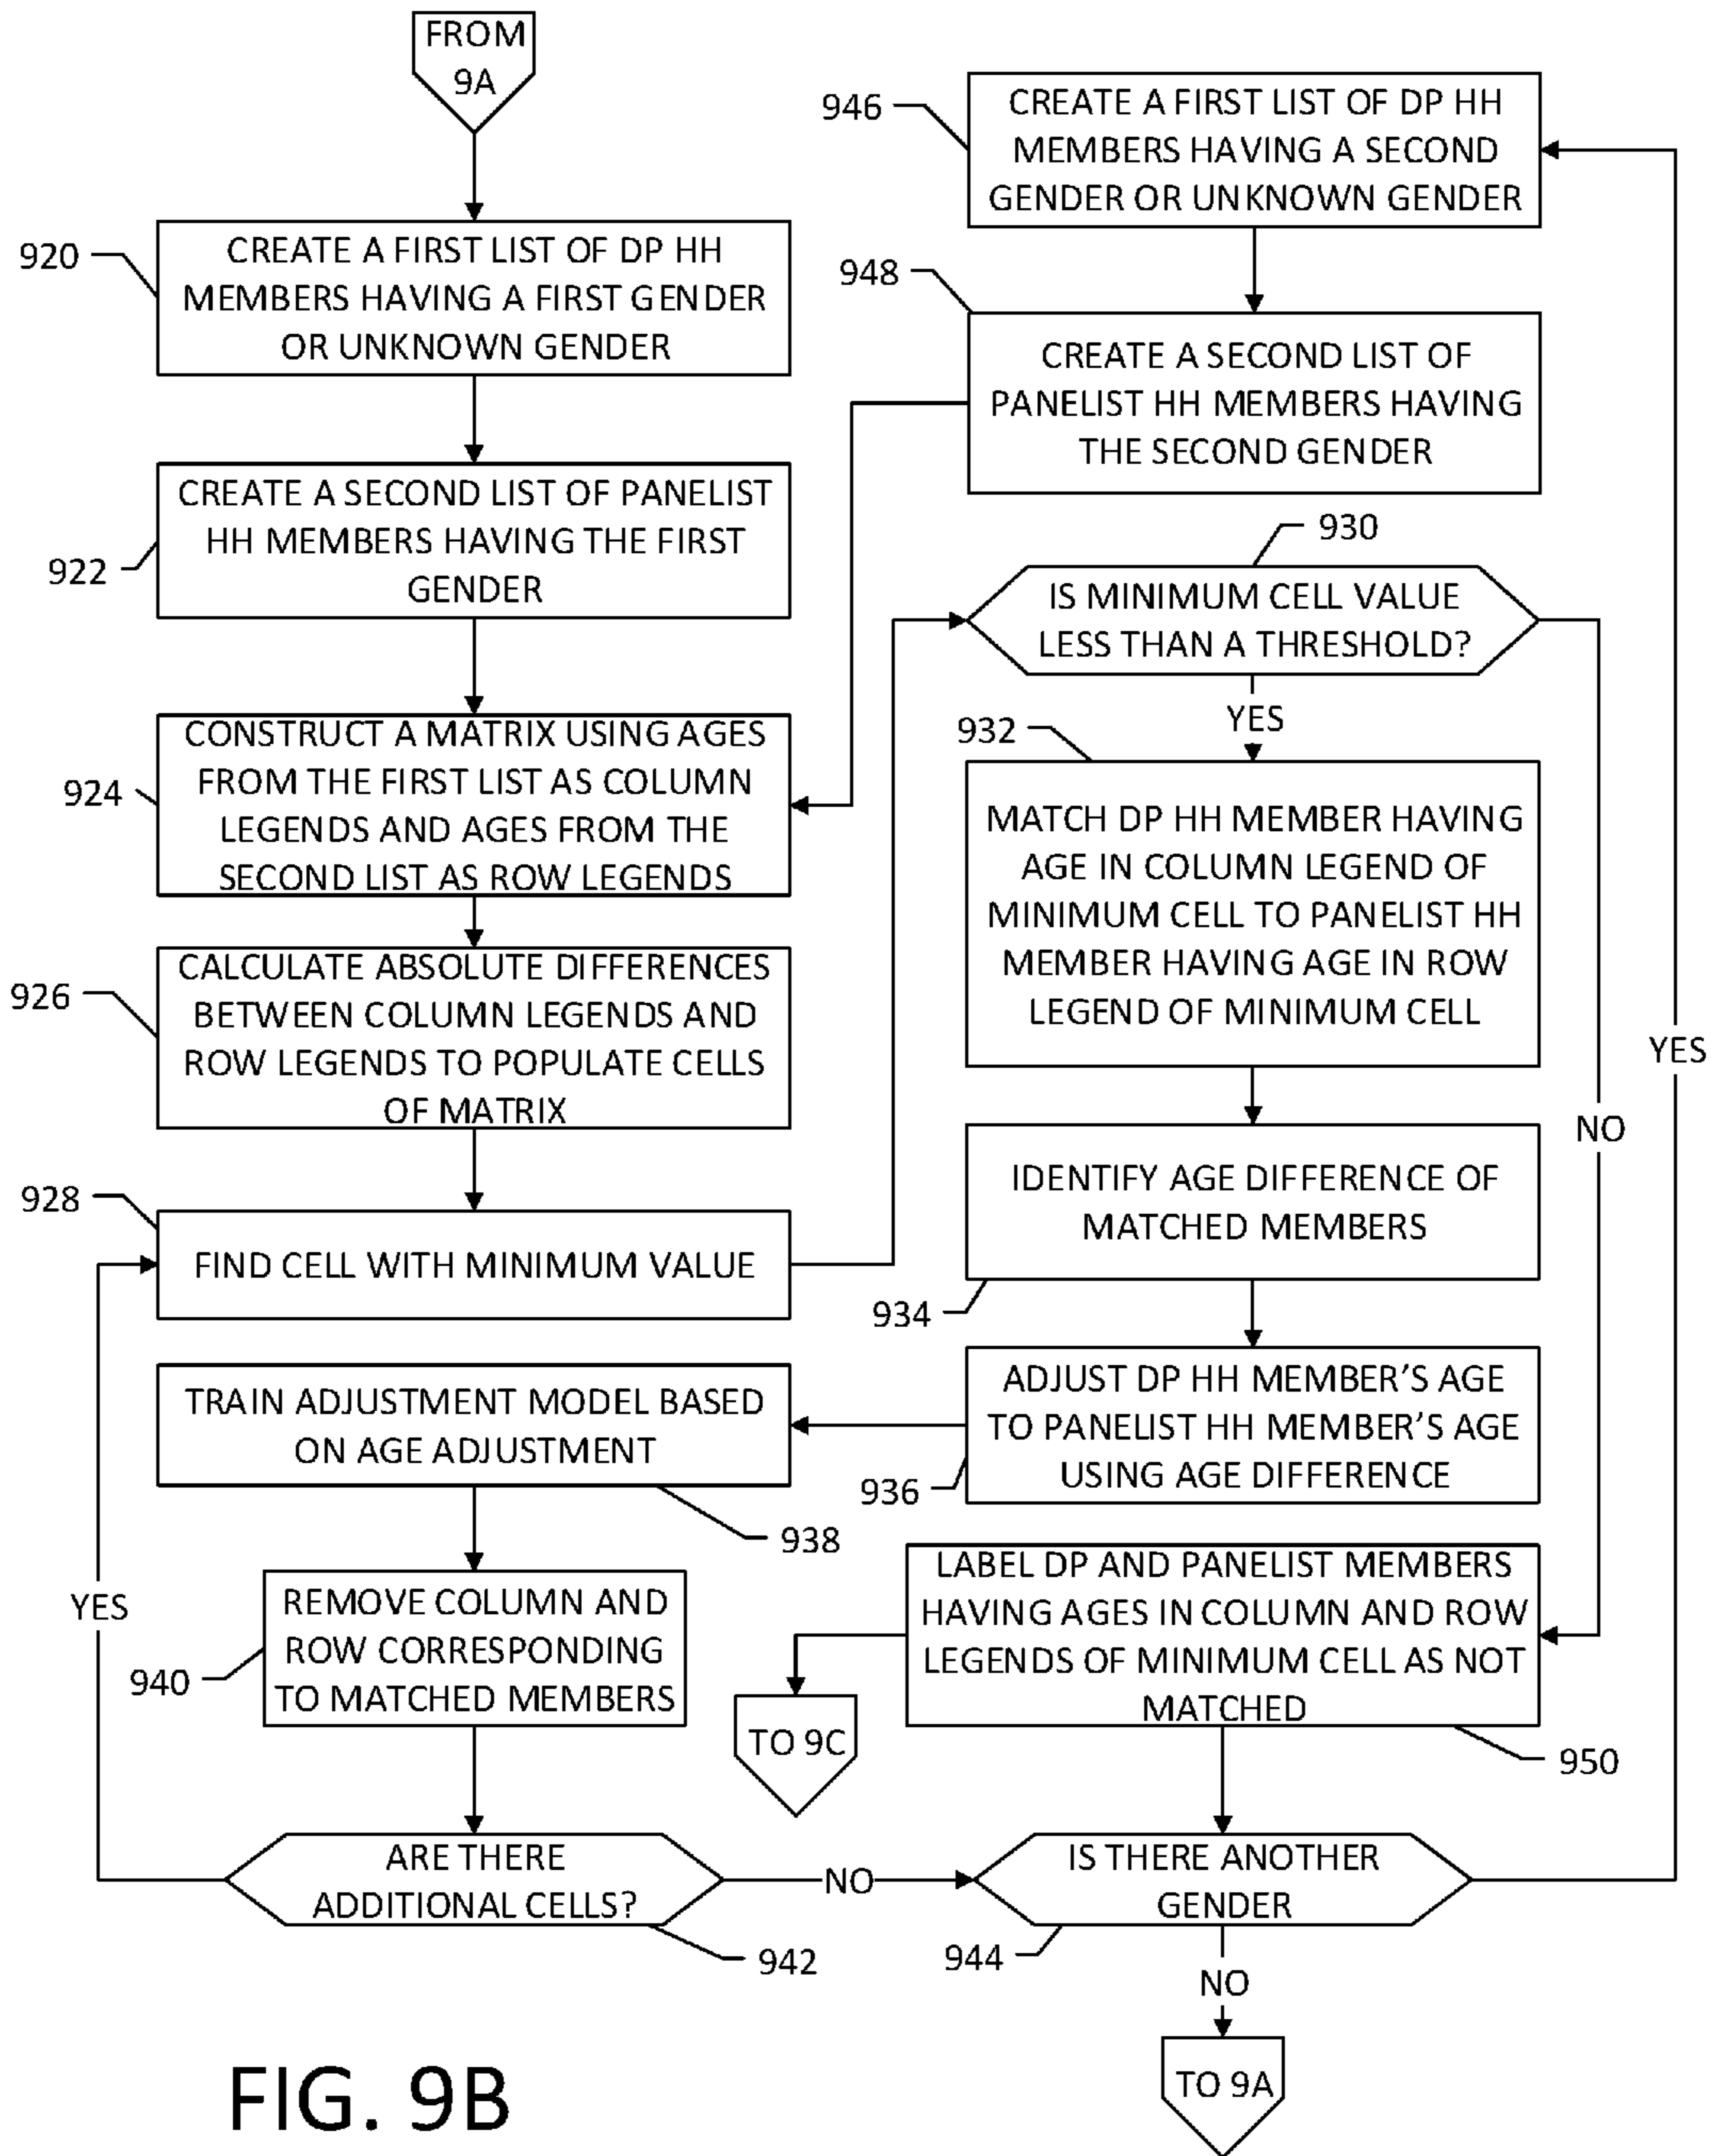 FROM
9A
920
CREATE A FIRST LIST OF DP HH
MEMBERS HAVING A FIRST GENDER
OR UNKNOWN GENDER
922
CREATE A SECOND LIST OF PANELIST
HH MEMBERS HAVING THE FIRST
GENDER
924
CONSTRUCT A MATRIX USING AGES
FROM THE FIRST LIST AS COLUMN
LEGENDS AND AGES FROM THE
SECOND LIST AS ROW LEGENDS
926
CALCULATE ABSOLUTE DIFFERENCES
BETWEEN COLUMN LEGENDS AND
ROW LEGENDS TO POPULATE CELLS
OF MATRIX
928
FIND CELL WITH MINIMUM VALUE
930
IS MINIMUM CELL VALUE
LESS THAN A THRESHOLD?
YES
NO
932
MATCH DP HH MEMBER HAVING
AGE IN COLUMN LEGEND OF
MINIMUM CELL TO PANELIST HH
MEMBER HAVING AGE IN ROW
LEGEND OF MINIMUM CELL
IDENTIFY AGE DIFFERENCE OF
MATCHED MEMBERS
934
ADJUST DP HH MEMBER’S AGE
TO PANELIST HH MEMBER’S AGE
USING AGE DIFFERENCE
936
TRAIN ADJUSTMENT MODEL BASED
ON AGE ADJUSTMENT
938
REMOVE COLUMN AND
ROW CORRESPONDING
TO MATCHED MEMBERS
940
ARE THERE
ADDITIONAL CELLS?
942
YES
NO
IS THERE ANOTHER
GENDER
944
YES
NO
TO 9A
946
CREATE A FIRST LIST OF DP HH
MEMBERS HAVING A SECOND
GENDER OR UNKNOWN GENDER
948
CREATE A SECOND LIST OF
PANELIST HH MEMBERS HAVING
THE SECOND GENDER
LABEL DP AND PANELIST MEMBERS
HAVING AGES IN COLUMN AND ROW
LEGENDS OF MINIMUM CELL AS NOT
MATCHED
950
TO 9C
FIG. 9B